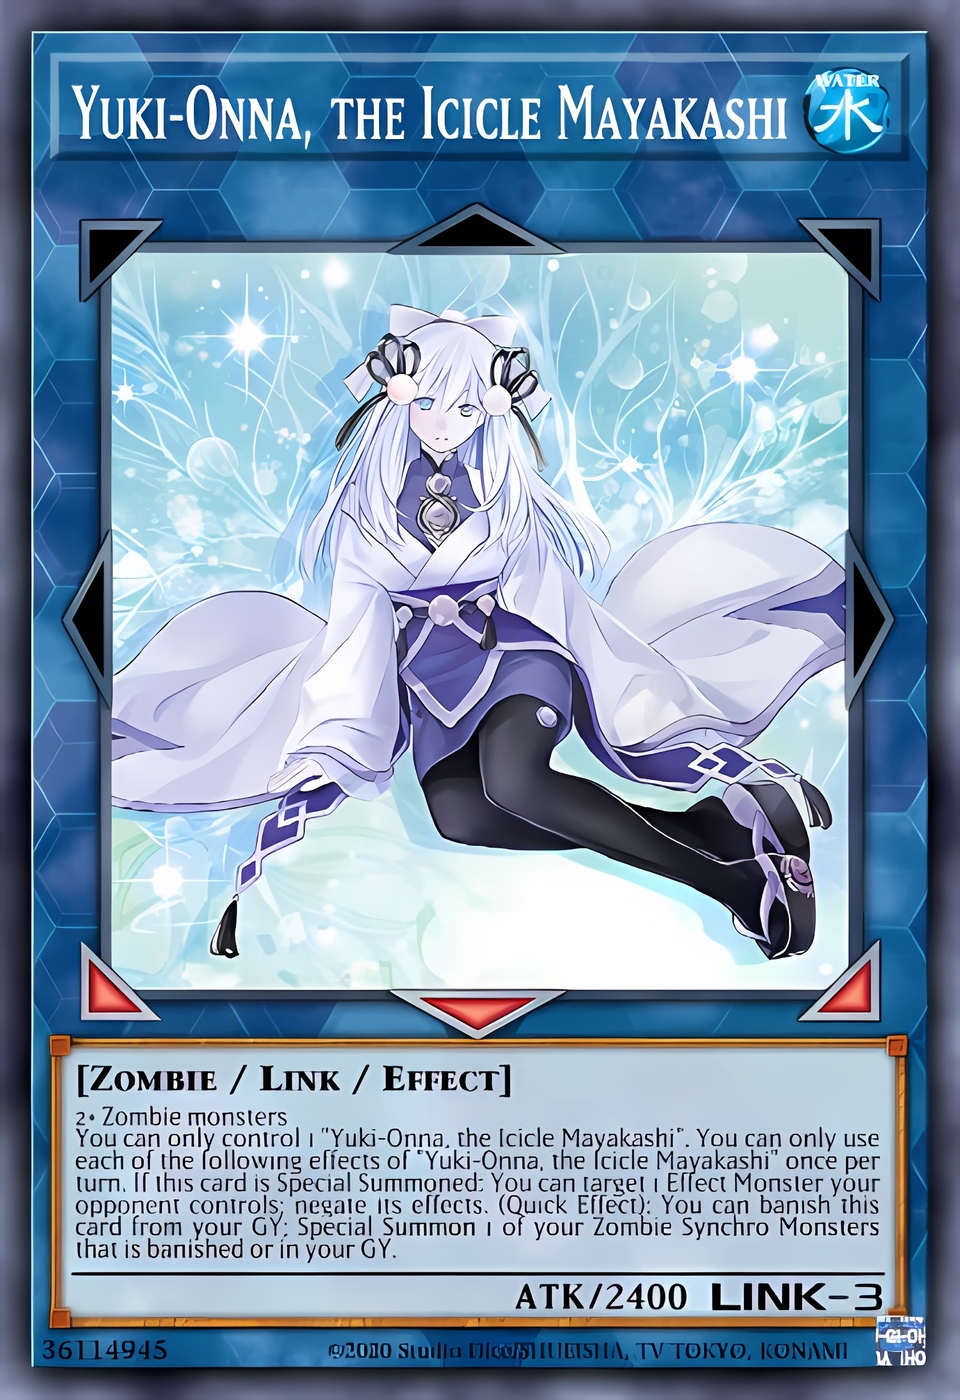 YUKI-ONNA, THE ICICLE MAYAKASHI
WATER
水
[ZOMBIE / LINK / EFFECT]
2+ Zombie monsters
You can only control 1 "Yuki-Onna, the Icicle Mayakashi". You can only use
each of the following effects of "Yuki-Onna, the Icicle Mayakashi" once per
turn. If this card is Special Summoned: You can target 1 Effect Monster your
opponent controls; negate its effects. (Quick Effect): You can banish this
card from your GY; Special Summon 1 of your Zombie Synchro Monsters
that is banished or in your GY.
ATK/2400 LINK-3
36114945
©2020 TV TOKYO, KONAMI